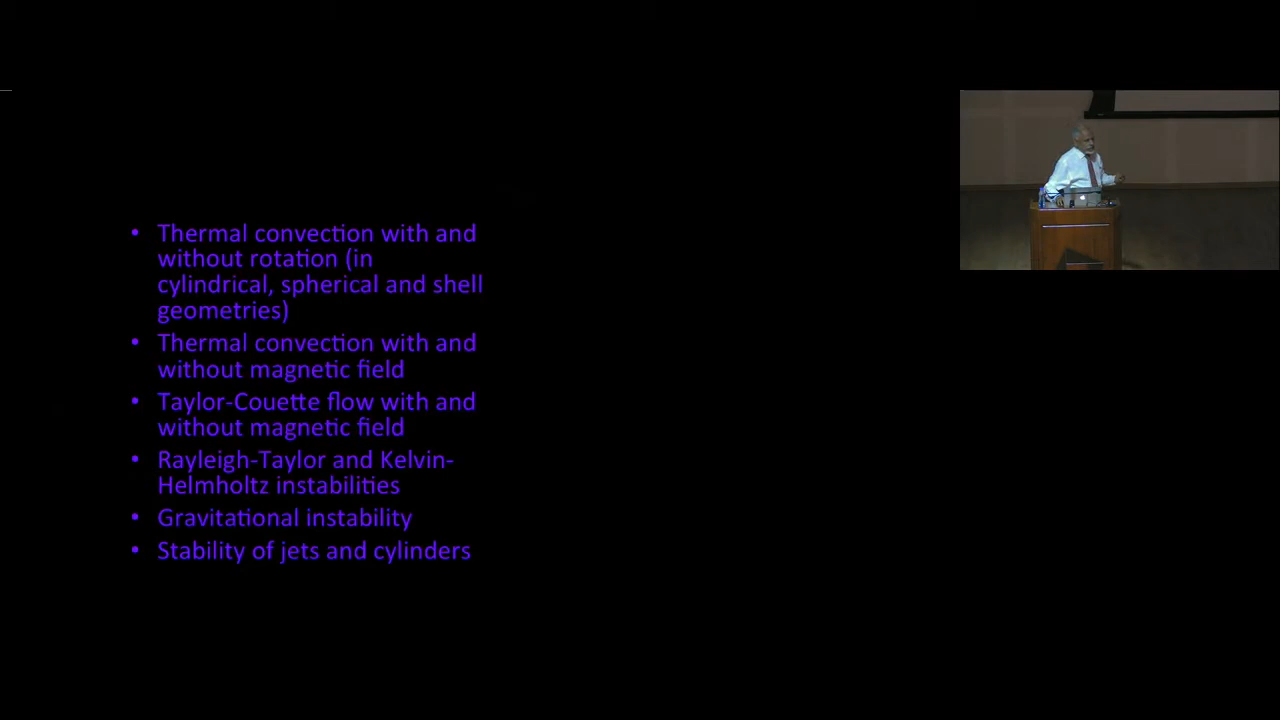 • Thermal convection with and
without rotation (in
cylindrical, spherical and shell
geometries)
• Thermal convection with and
without magnetic field
• Taylor-Couette flow with and
without magnetic field
• Rayleigh-Taylor and Kelvin-
Helmholtz instabilities
• Gravitational instability
• Stability of jets and cylinders